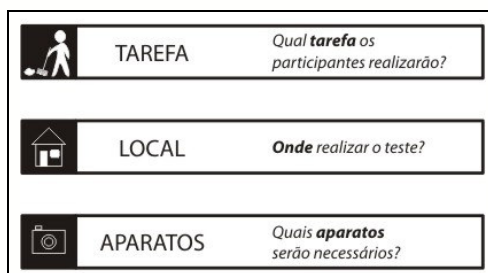 TAREFA
Qual tarefa os
participantes realizarão?
LOCAL
Onde realizar o teste?
APARATOS
Quais aparatos
serão necessários?